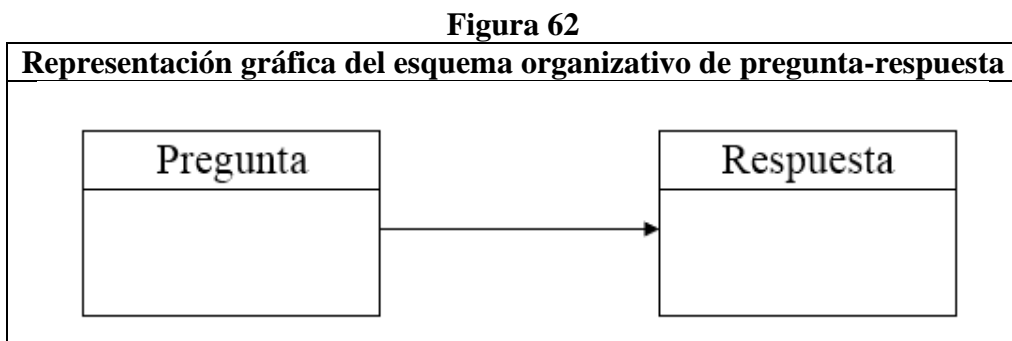 Figura 62
Representación gráfica del esquema organizativo de pregunta-respuesta
Pregunta
Respuesta